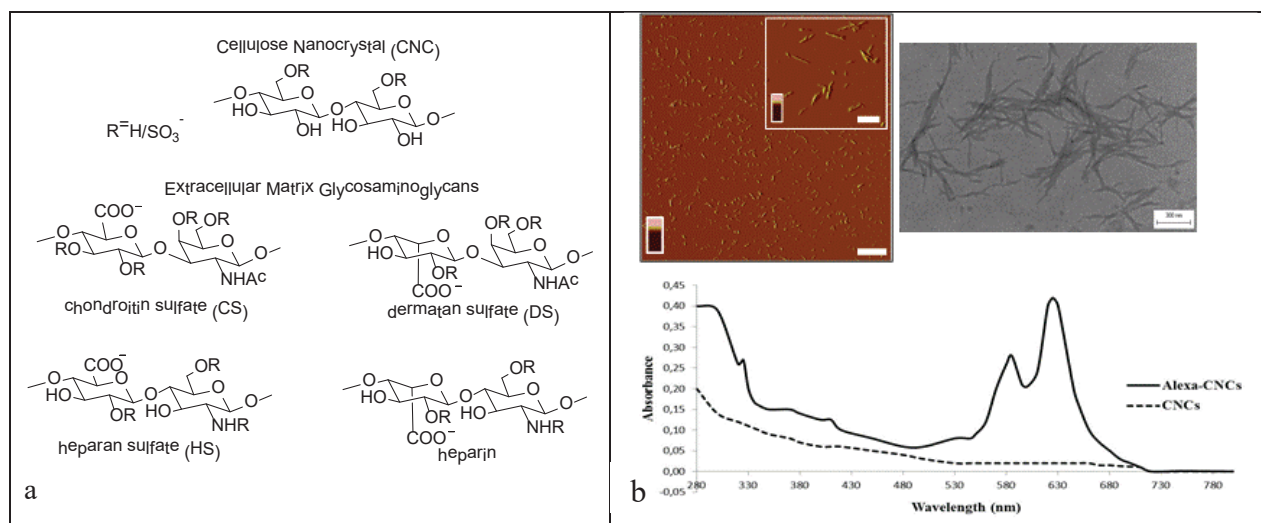 Cellulose Nanocrystal (CNC)
OR
OR
O
O
O
O
O
HO
OH
HO
OH
R=H/SO3-
Extracellular Matrix Glycosaminoglycans
COO−
OR
OR
O
O
O
O
O
RO
OR
NHAc
chondroitin sulfate (CS)
OR
OR
O
O
O
O
O
HO
OR
COO−
NHAc
dermatan sulfate (DS)
COO−
OR
O
O
O
O
O
HO
OR
HO
NHR
heparan sulfate (HS)
OR
O
O
O
O
O
HO
OR
HO
COO−
NHR
heparin
a
300 nm
0,45
0,40
0,35
0,30
0,25
0,20
0,15
0,10
0,05
0,00
-0,05
Absorbance
Alexa-CNCs
CNCs
280 330 380 430 480 530 580 630 680 730 780
Wavelength (nm)
b